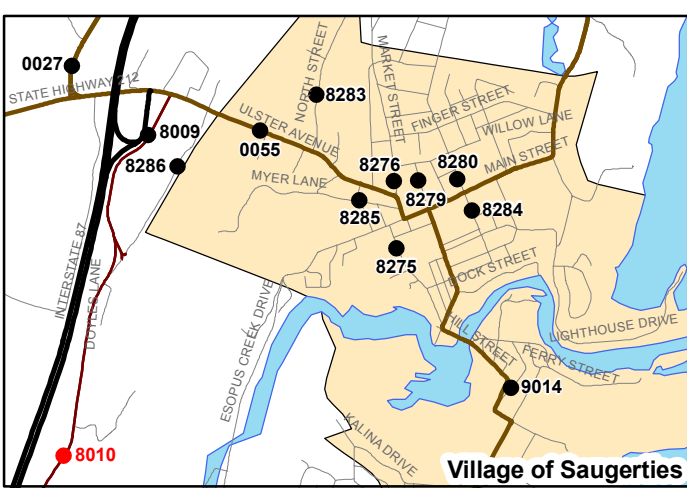 0027
STATE HIGHWAY 212
8009
8286
NORTH STREET
8283
MARKET STREET
FINGER STREET
WILLOW LANE
ULSTER AVENUE
0055
MAIN STREET
8276
8280
8279
MYER LANE
8285
8284
8275
DOCK STREET
INTERSTATE 87
DOYLES LANE
ESOPUS CREEK DRIVE
HILL STREET
LIGHTHOUSE DRIVE
FERRY STREET
9014
KALINA DRIVE
8010
Village of Saugerties